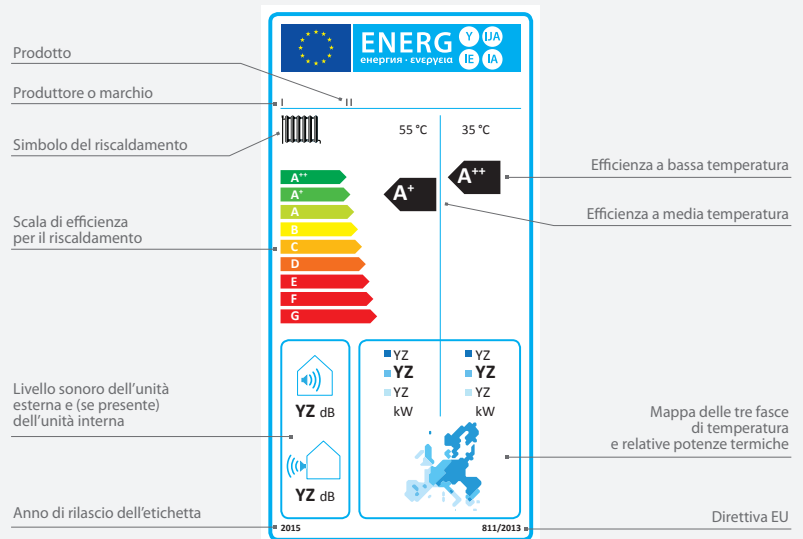 ENERG Y IJA
енергия · ενεργεια IE IA
Prodotto
Produttore o marchio
I II
Simbolo del riscaldamento
55 °C 35 °C
Efficienza a bassa temperatura
A++
A+
Efficienza a media temperatura
Scala di efficienza
per il riscaldamento
A++
A+
A
B
C
D
E
F
G
Livello sonoro dell'unità
esterna e (se presente)
dell'unità interna
YZ dB
YZ dB
YZ YZ
YZ YZ
YZ YZ
kW kW
Mappa delle tre fasce
di temperatura
e relative potenze termiche
Anno di rilascio dell'etichetta
2015
811/2013
Direttiva EU